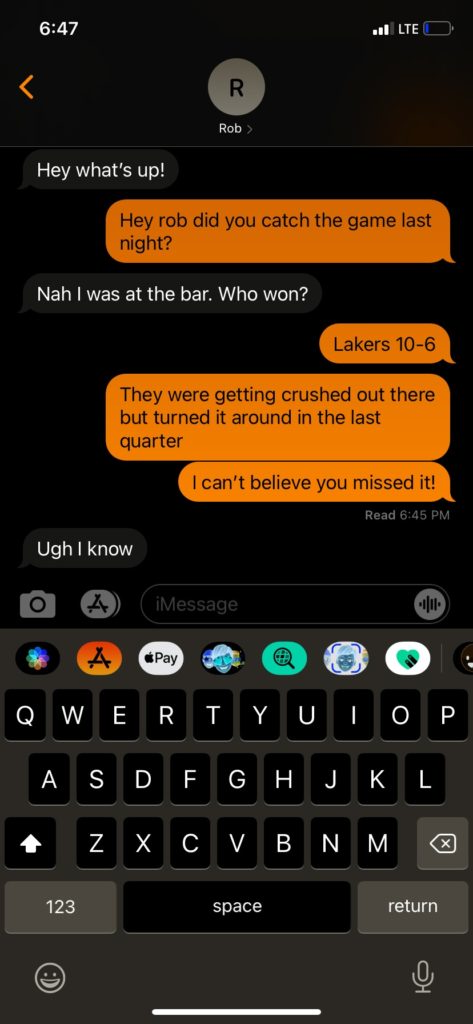 6:47
LTE
R
Rob
Hey what’s up!
Hey rob did you catch the game last
night?
Nah I was at the bar. Who won?
Lakers 10-6
They were getting crushed out there
but turned it around in the last
quarter
I can’t believe you missed it!
Read 6:45 PM
Ugh I know
iMessage
Pay
Q W E R T Y U I O P
A S D F G H J K L
Z X C V B N M
123 space return